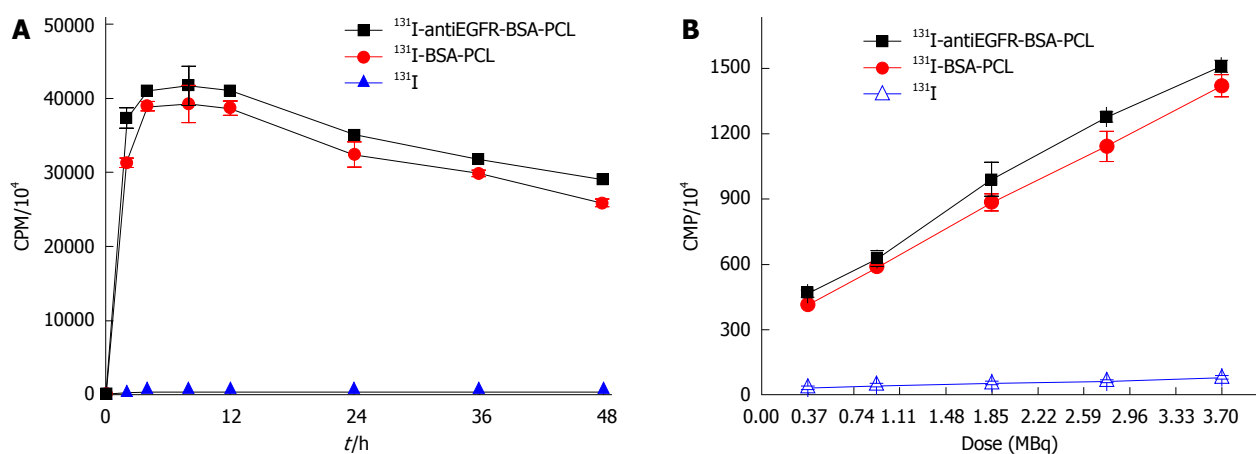 A
50000
40000
30000
20000
10000
0
CPM/10⁴
¹³¹I-antiEGFR-BSA-PCL
¹³¹I-BSA-PCL
¹³¹I
0 12 24 36 48
t/h
B
1500
1200
900
600
300
0
CMP/10⁴
¹³¹I-antiEGFR-BSA-PCL
¹³¹I-BSA-PCL
¹³¹I
0.00 0.37 0.74 1.11 1.48 1.85 2.22 2.59 2.96 3.33 3.70
Dose (MBq)